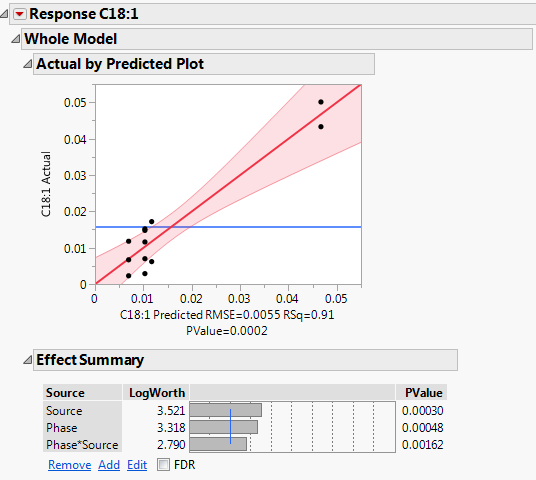 Response C18:1
Whole Model
Actual by Predicted Plot
C18:1 Actual
0.05
0.04
0.03
0.02
0.01
0
0 0.01 0.02 0.03 0.04 0.05
C18:1 Predicted RMSE=0.0055 RSq=0.91
PValue=0.0002
Effect Summary
Source LogWorth PValue
Source 3.521 0.00030
Phase 3.318 0.00048
Phase*Source 2.790 0.00162
Remove Add Edit FDR